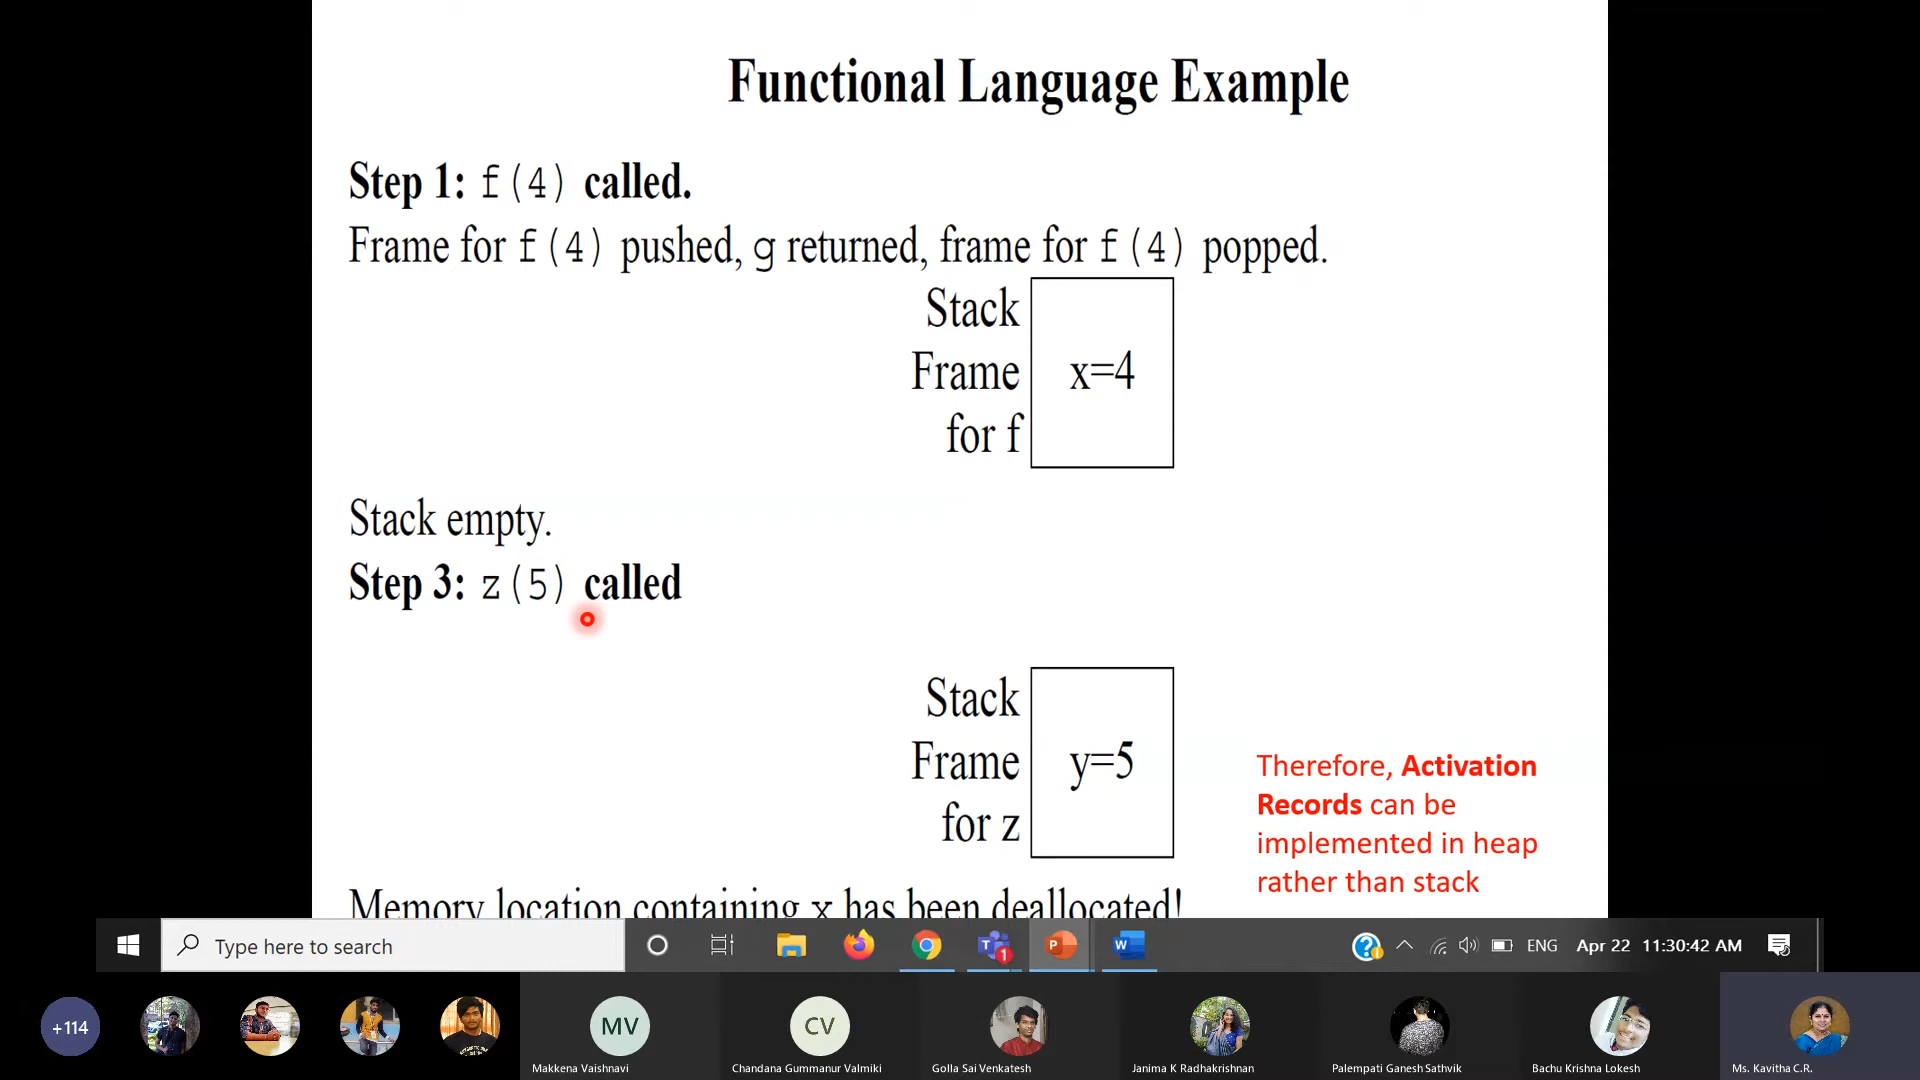 Functional Language Example
Step 1: f(4) called.
Frame for f(4) pushed, g returned, frame for f(4) popped.
Stack
Frame
for f
x=4
Stack empty.
Step 3: z(5) called
Stack
Frame
for z
y=5
Therefore, Activation
Records can be
implemented in heap
rather than stack
Memory location containing x has been deallocated!
Type here to search
1
P
W
ENG
Apr 22
11:30:42 AM
+114
MV
Makkena Vaishnavi
CV
Chandana Gummanur Valmiki
Golla Sai Venkatesh
Janima K Radhakrishnan
Palempati Ganesh Sathvik
Bachu Krishna Lokesh
Ms. Kavitha C.R.